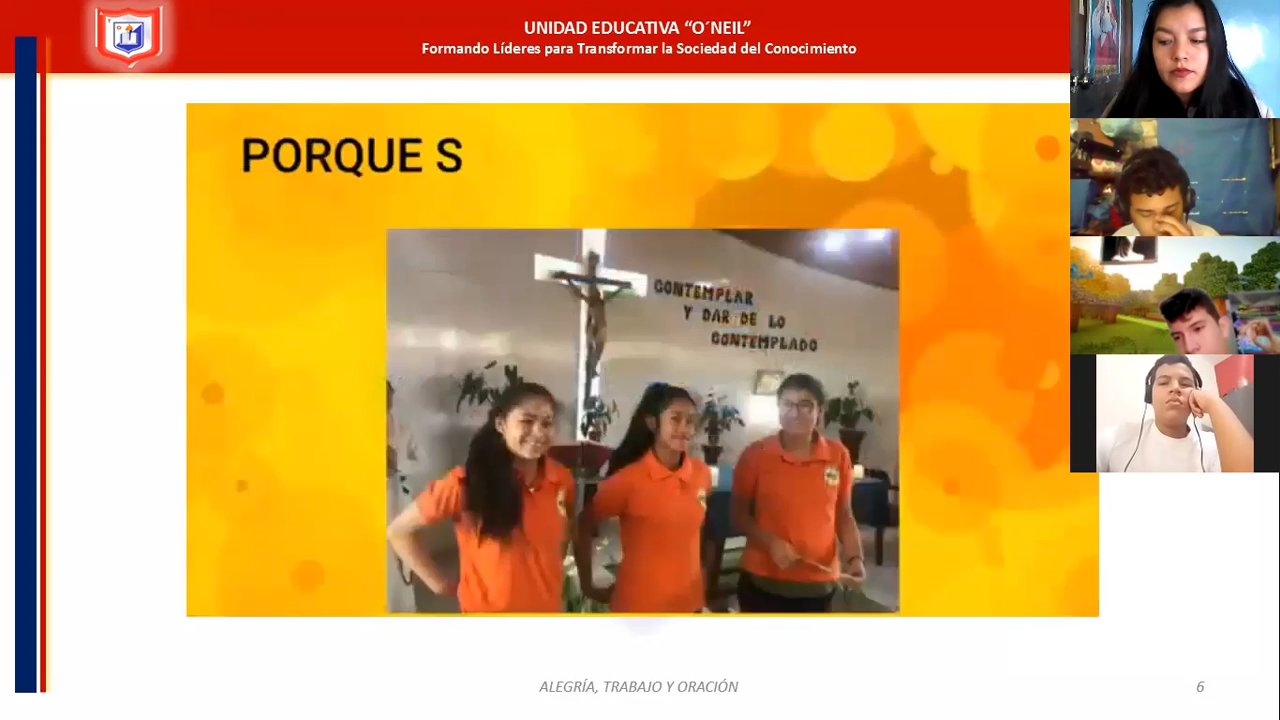 UNIDAD EDUCATIVA “O´NEIL”
Formando Líderes para Transformar la Sociedad del Conocimiento
PORQUE S
CONTEMPLAR
Y DAR DE LO
CONTEMPLADO
ALEGRÍA, TRABAJO Y ORACIÓN
6